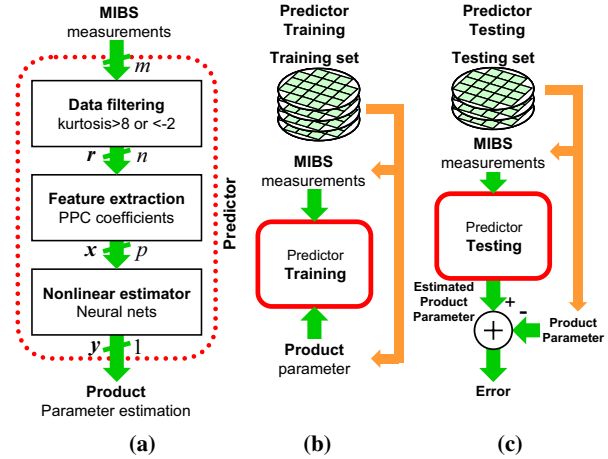 MIBS
measurements
m
Data filtering
kurtosis>8 or <-2
r n
Feature extraction
PPC coefficients
x p
Nonlinear estimator
Neural nets
y 1
Product
Parameter estimation
Predictor
(a)
Predictor
Training
Training set
MIBS
measurements
Predictor
Training
Product
parameter
(b)
Predictor
Testing
Testing set
MIBS
measurements
Predictor
Testing
Estimated
Product
Parameter
+
-
+
Product
Parameter
Error
(c)